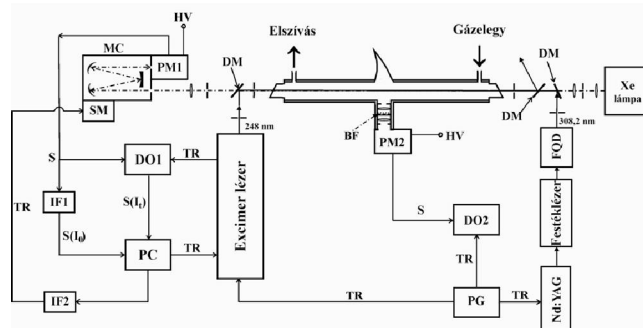 HV
Elszívás
Gázelegy
MC
PM1
DM
DM
Xe
lámpa
SM
DM
248 nm
BF
PM2
HV
308,2 nm
S
DO1
TR
FQD
TR
IF1
S(I₀)
S(Iₜ)
Excimer lézer
S
DO2
Festéklézer
PC
TR
TR
IF2
TR
PG
TR
Nd:YAG